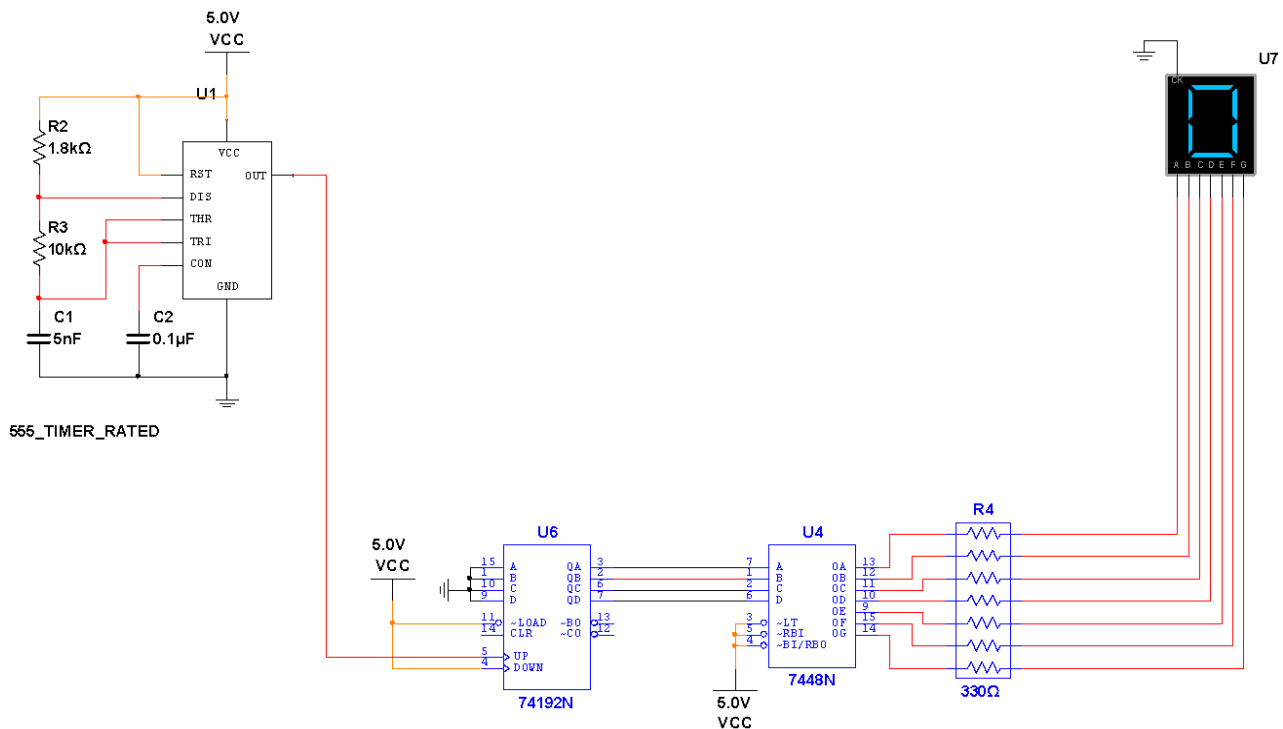 5.0V
VCC
U1
R2
1.8kΩ
R3
10kΩ
C1
5nF
C2
0.1µF
VCC
RST
OUT
DIS
THR
TRI
CON
GND
555_TIMER_RATED
U7
CK
A B C D E F G
5.0V
VCC
U6
15 A QA 3
1 B QB 2
10 C QC 6
9 D QD 7
11 ~LOAD ~BO 13
14 CLR ~CO 12
5 UP
4 DOWN
74192N
U4
7 A OA 13
1 B OB 12
2 C OC 11
6 D OD 10
OE 9
3 ~LT OF 15
5 ~RBI OG 14
4 ~BI/RBO
7448N
5.0V
VCC
R4
330Ω